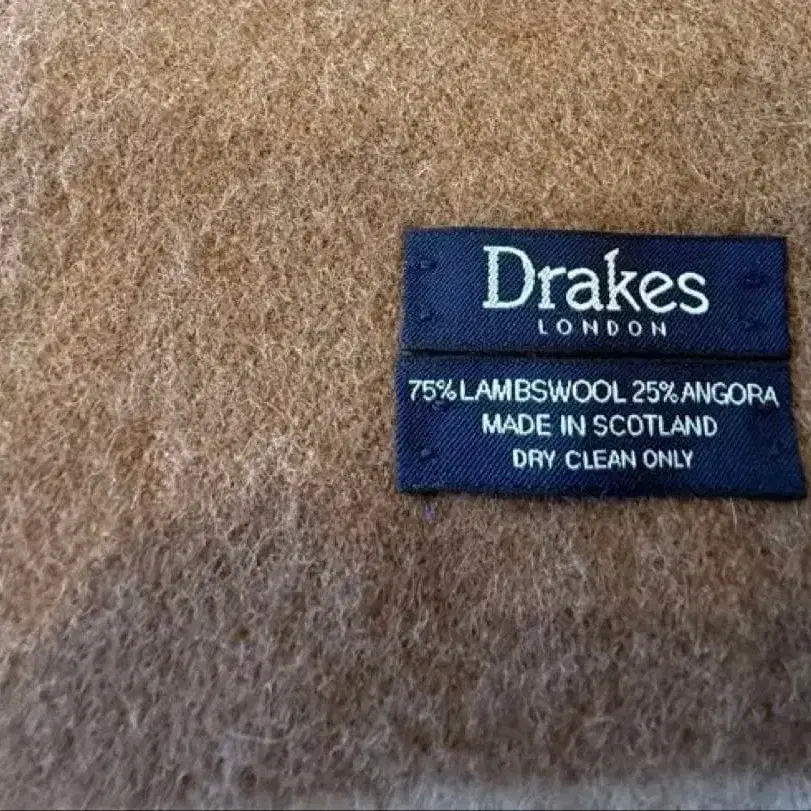 Drakes
LONDON
75% LAMBSWOOL 25% ANGORA
MADE IN SCOTLAND
DRY CLEAN ONLY